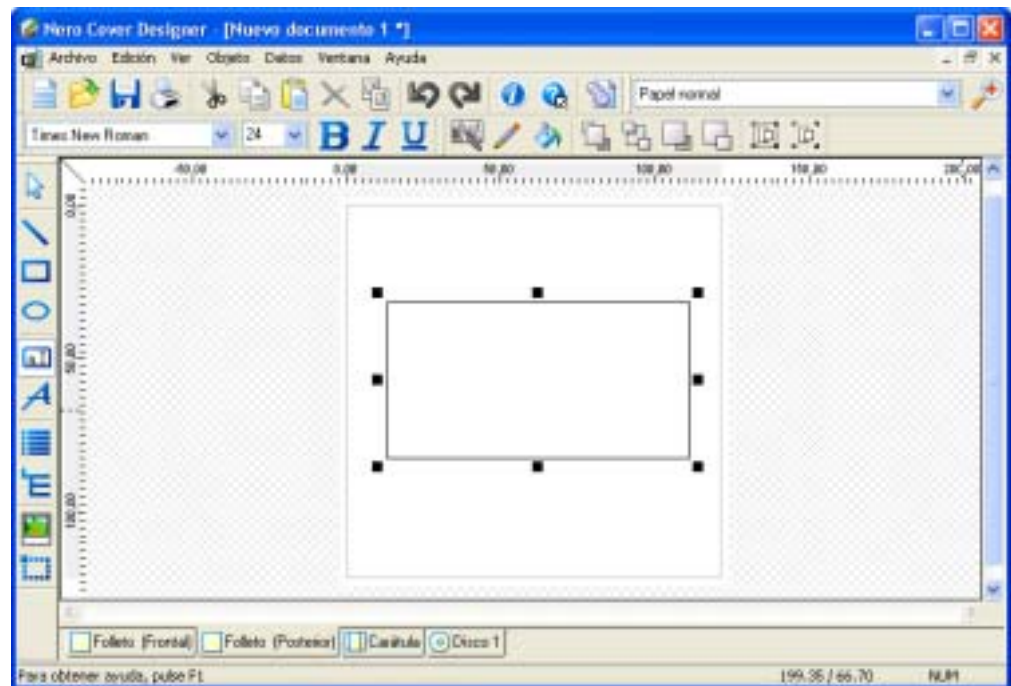 Nero Cover Designer - [Nuevo documento 1 *]
Archivo Edición Ver Objeto Datos Ventana Ayuda
Papel normal
Times New Roman 24 B I U
-50,00 0,00 50,00 100,00 150,00 200,00
0,00
50,00
100,00
Folleto (Frontal) Folleto (Posterior) Carátula Disco 1
Para obtener ayuda, pulse F1 199.35 / 66.70 NUM